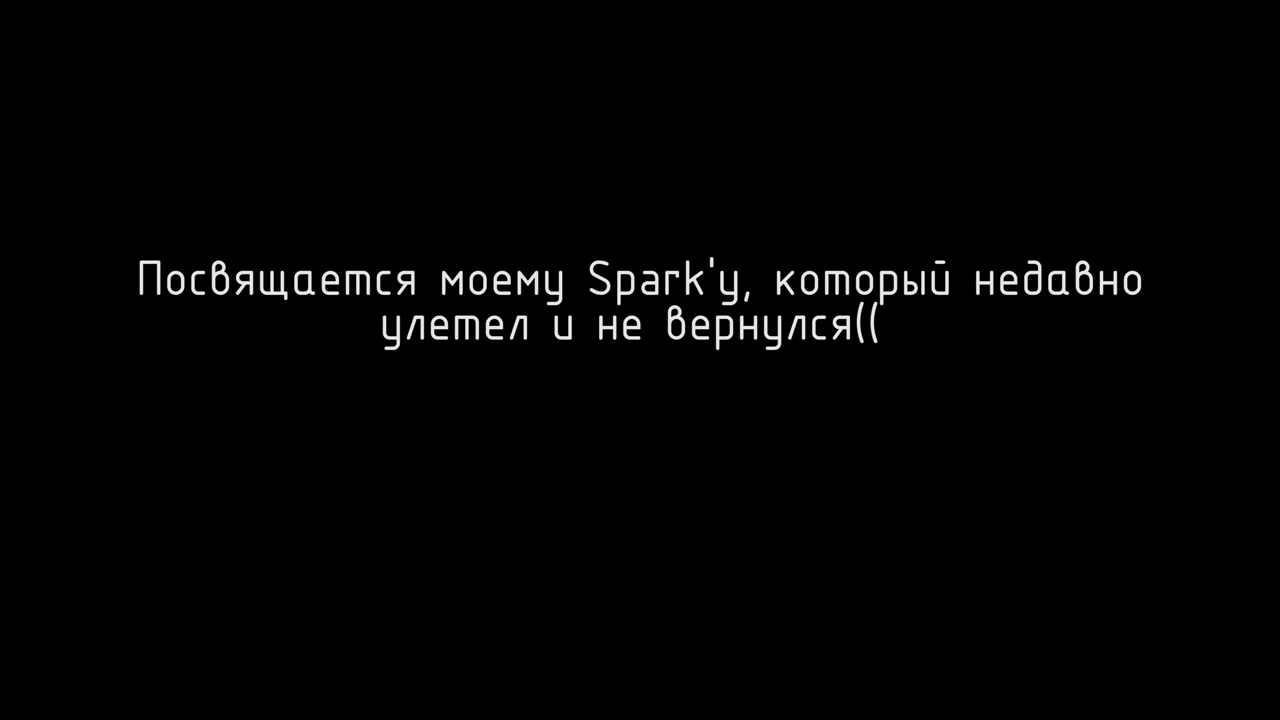 Посвящается моему Spark'у, который недавно
улетел и не вернулся((